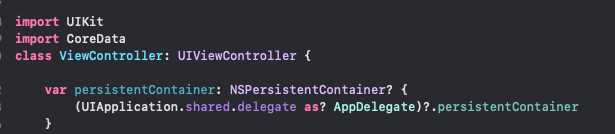 import UIKit
import CoreData
class ViewController: UIViewController {
var persistentContainer: NSPersistentContainer? {
(UIApplication.shared.delegate as? AppDelegate)?.persistentContainer
}